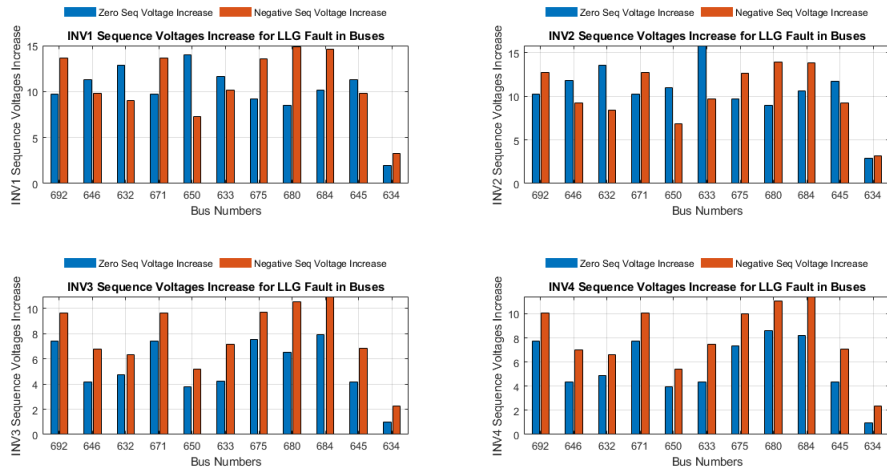 Zero Seq Voltage Increase Negative Seq Voltage Increase
INV1 Sequence Voltages Increase for LLG Fault in Buses
INV1 Sequence Voltages Increase
15
10
5
0
692 646 632 671 650 633 675 680 684 645 634
Bus Numbers
Zero Seq Voltage Increase Negative Seq Voltage Increase
INV2 Sequence Voltages Increase for LLG Fault in Buses
INV2 Sequence Voltages Increase
15
10
5
0
692 646 632 671 650 633 675 680 684 645 634
Bus Numbers
Zero Seq Voltage Increase Negative Seq Voltage Increase
INV3 Sequence Voltages Increase for LLG Fault in Buses
INV3 Sequence Voltages Increase
10
8
6
4
2
0
692 646 632 671 650 633 675 680 684 645 634
Bus Numbers
Zero Seq Voltage Increase Negative Seq Voltage Increase
INV4 Sequence Voltages Increase for LLG Fault in Buses
INV4 Sequence Voltages Increase
10
8
6
4
2
0
692 646 632 671 650 633 675 680 684 645 634
Bus Numbers